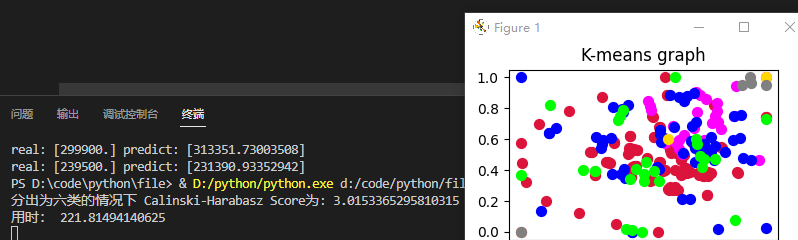 Figure 1
K-means graph
1.0
0.8
0.6
0.4
0.2
0.0
问题 输出 调试控制台 终端
real: [299900.] predict: [313351.73003508]
real: [239500.] predict: [231390.93352942]
PS D:\code\python\file> & D:/python/python.exe d:/code/python/fil
分出为六类的情况下 Calinski-Harabasz Score为: 3.0153365295810315
用时: 221.81494140625